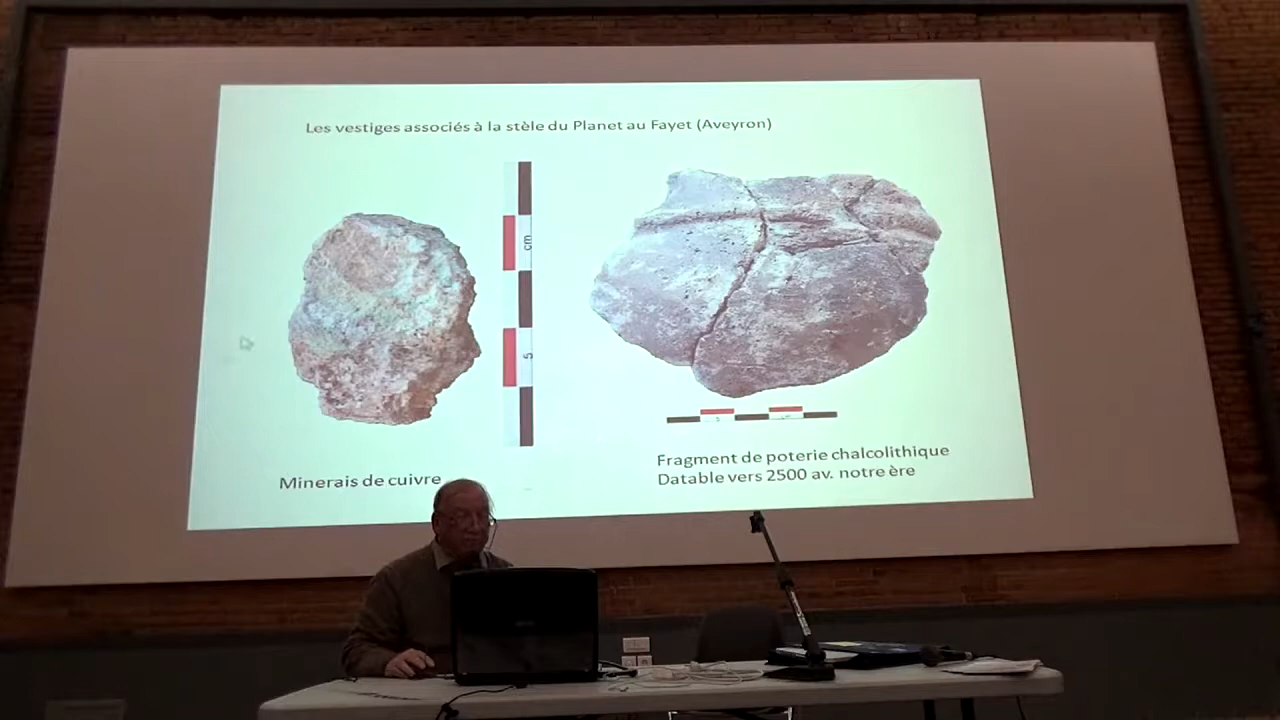 Les vestiges associés à la stèle du Planet au Fayet (Aveyron)
cm
5
Minerais de cuivre
Fragment de poterie chalcolithique
Datable vers 2500 av. notre ère